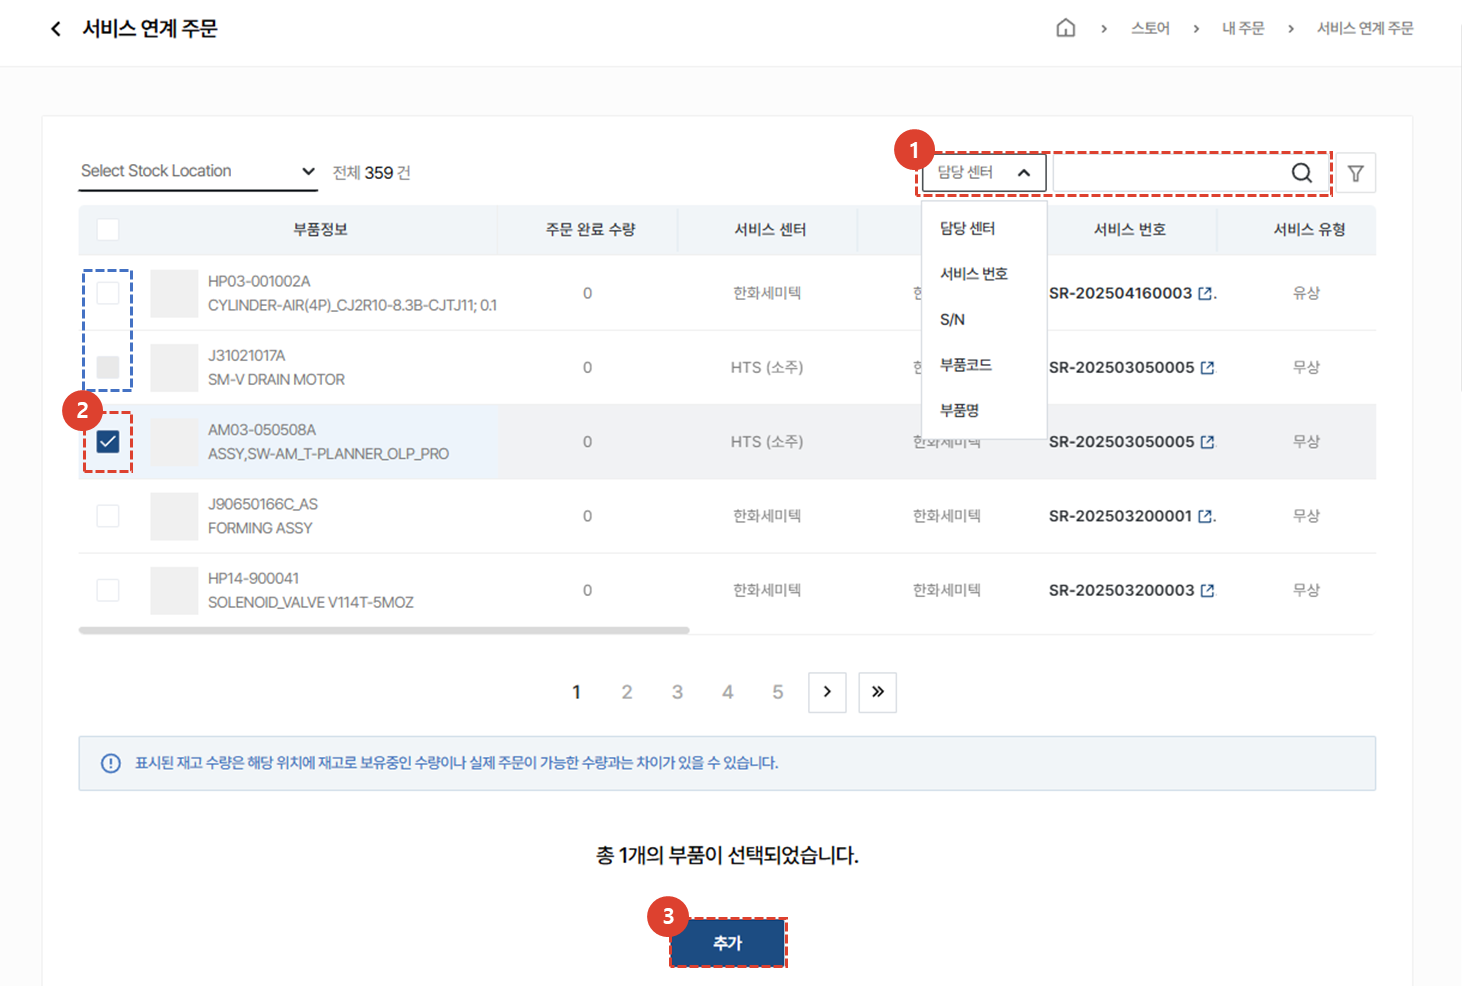 서비스 연계 주문
스토어 > 내 주문 > 서비스 연계 주문
1
Select Stock Location
전체 359 건
담당 센터
부품정보
주문 완료 수량
서비스 센터
서비스 번호
서비스 유형
담당 센터
서비스 번호
S/N
부품코드
부품명
HP03-001002A
CYLINDER-AIR(4P)_CJ2R10-8.3B-CJTJ11; 0.1
0
한화세미텍
한
SR-202504160003
유상
J31021017A
SM-V DRAIN MOTOR
0
HTS (소주)
한
SR-202503050005
무상
2
AM03-050508A
ASSY,SW-AM_T-PLANNER_OLP_PRO
0
HTS (소주)
한화세미텍
SR-202503050005
무상
J90650166C_AS
FORMING ASSY
0
한화세미텍
한화세미텍
SR-202503200001
무상
HP14-900041
SOLENOID_VALVE V114T-5MOZ
0
한화세미텍
한화세미텍
SR-202503200003
무상
1 2 3 4 5 > »
표시된 재고 수량은 해당 위치에 재고로 보유중인 수량이나 실제 주문이 가능한 수량과는 차이가 있을 수 있습니다.
총 1개의 부품이 선택되었습니다.
3
추가